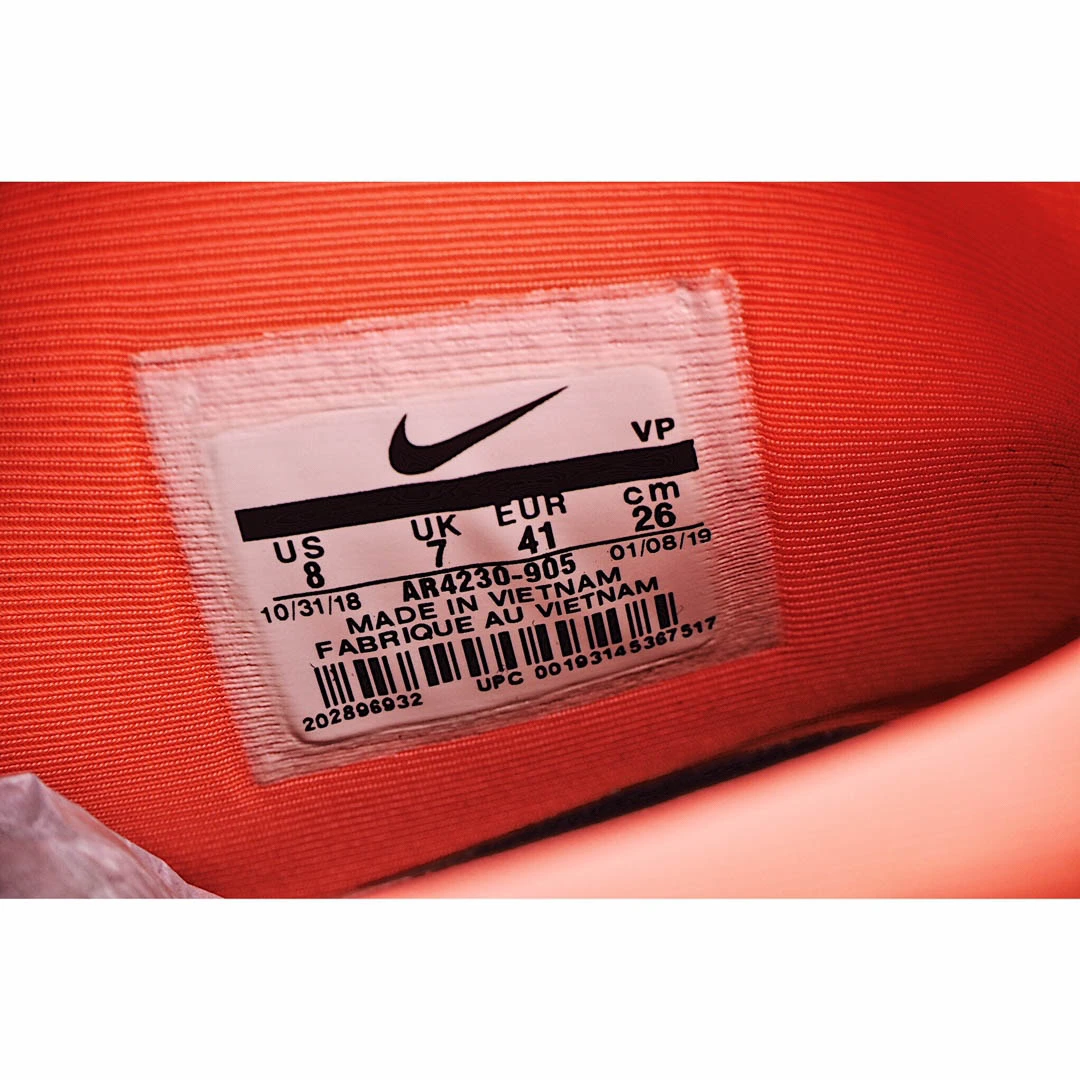 VP
US UK EUR cm
8 7 41 26
10/31/18 AR4230-905 01/08/19
MADE IN VIETNAM
FABRIQUE AU VIETNAM
202896932 UPC 00193145367517